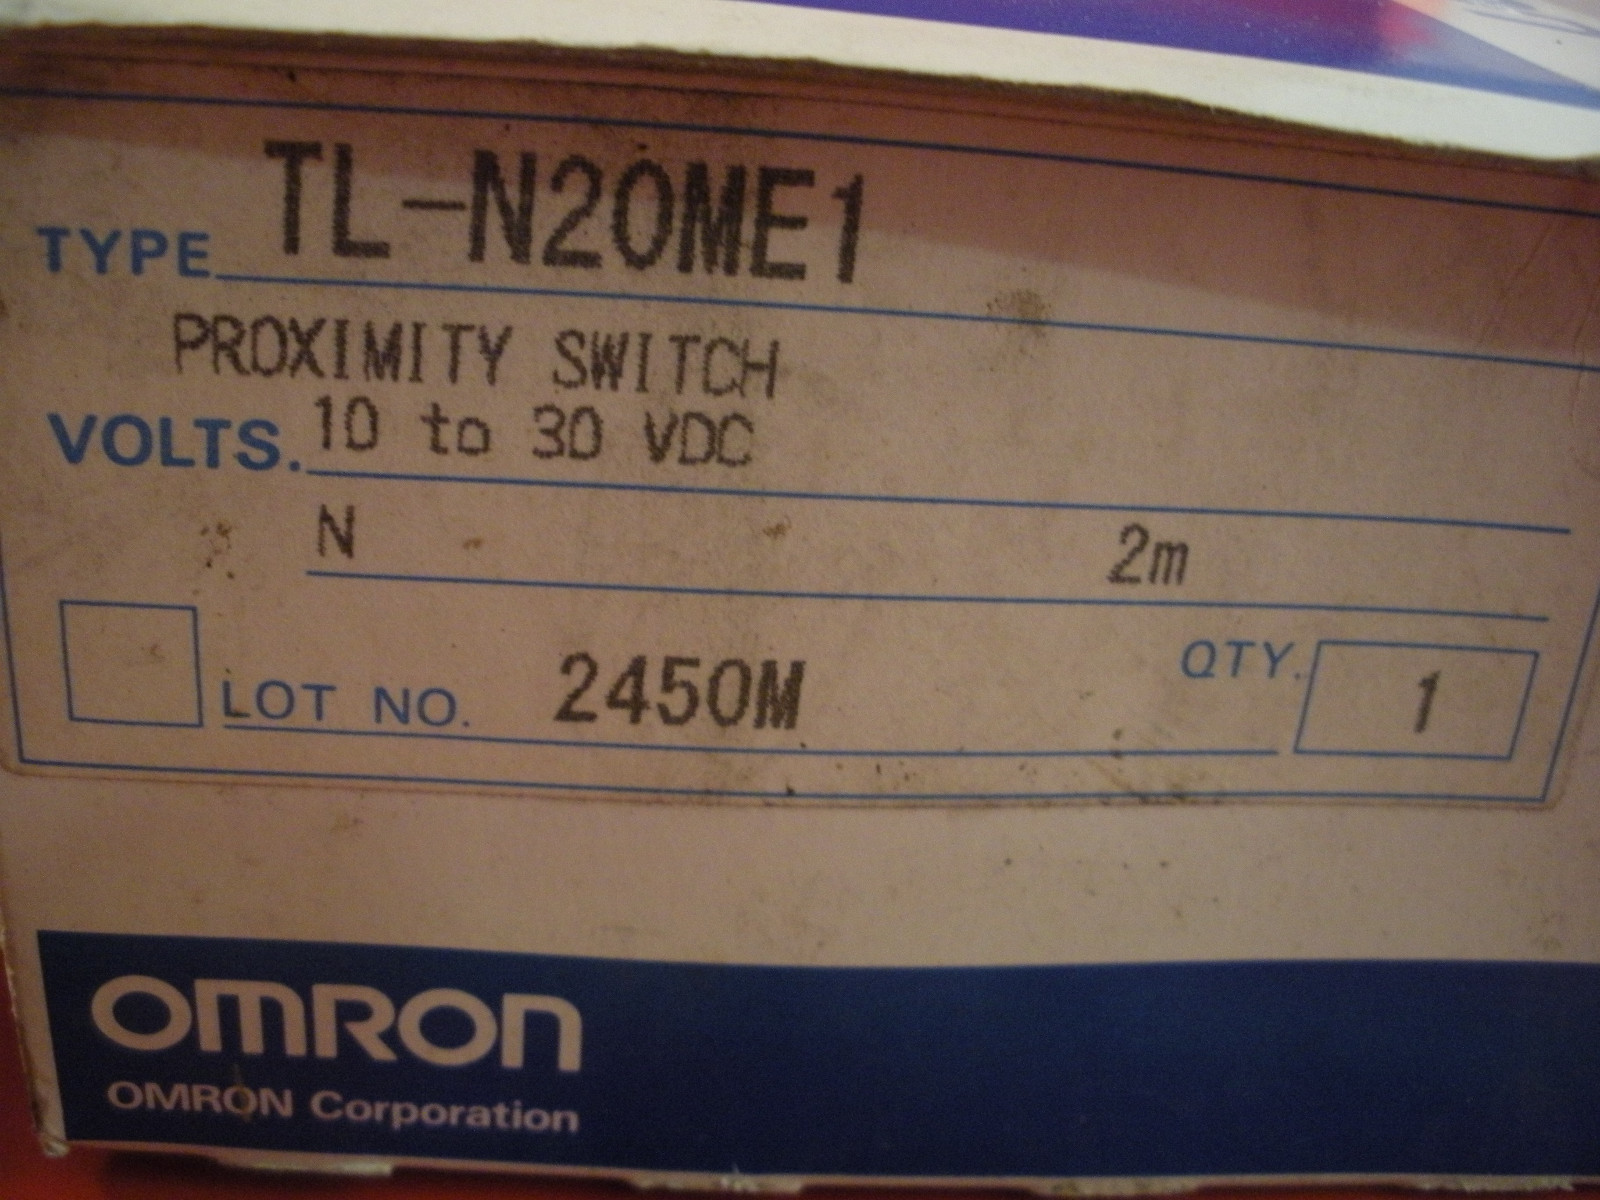 TYPE TL-N20ME1
PROXIMITY SWITCH
VOLTS. 10 to 30 VDC
N 2m
LOT NO. 2450M QTY. 1
OMRON
OMRON Corporation